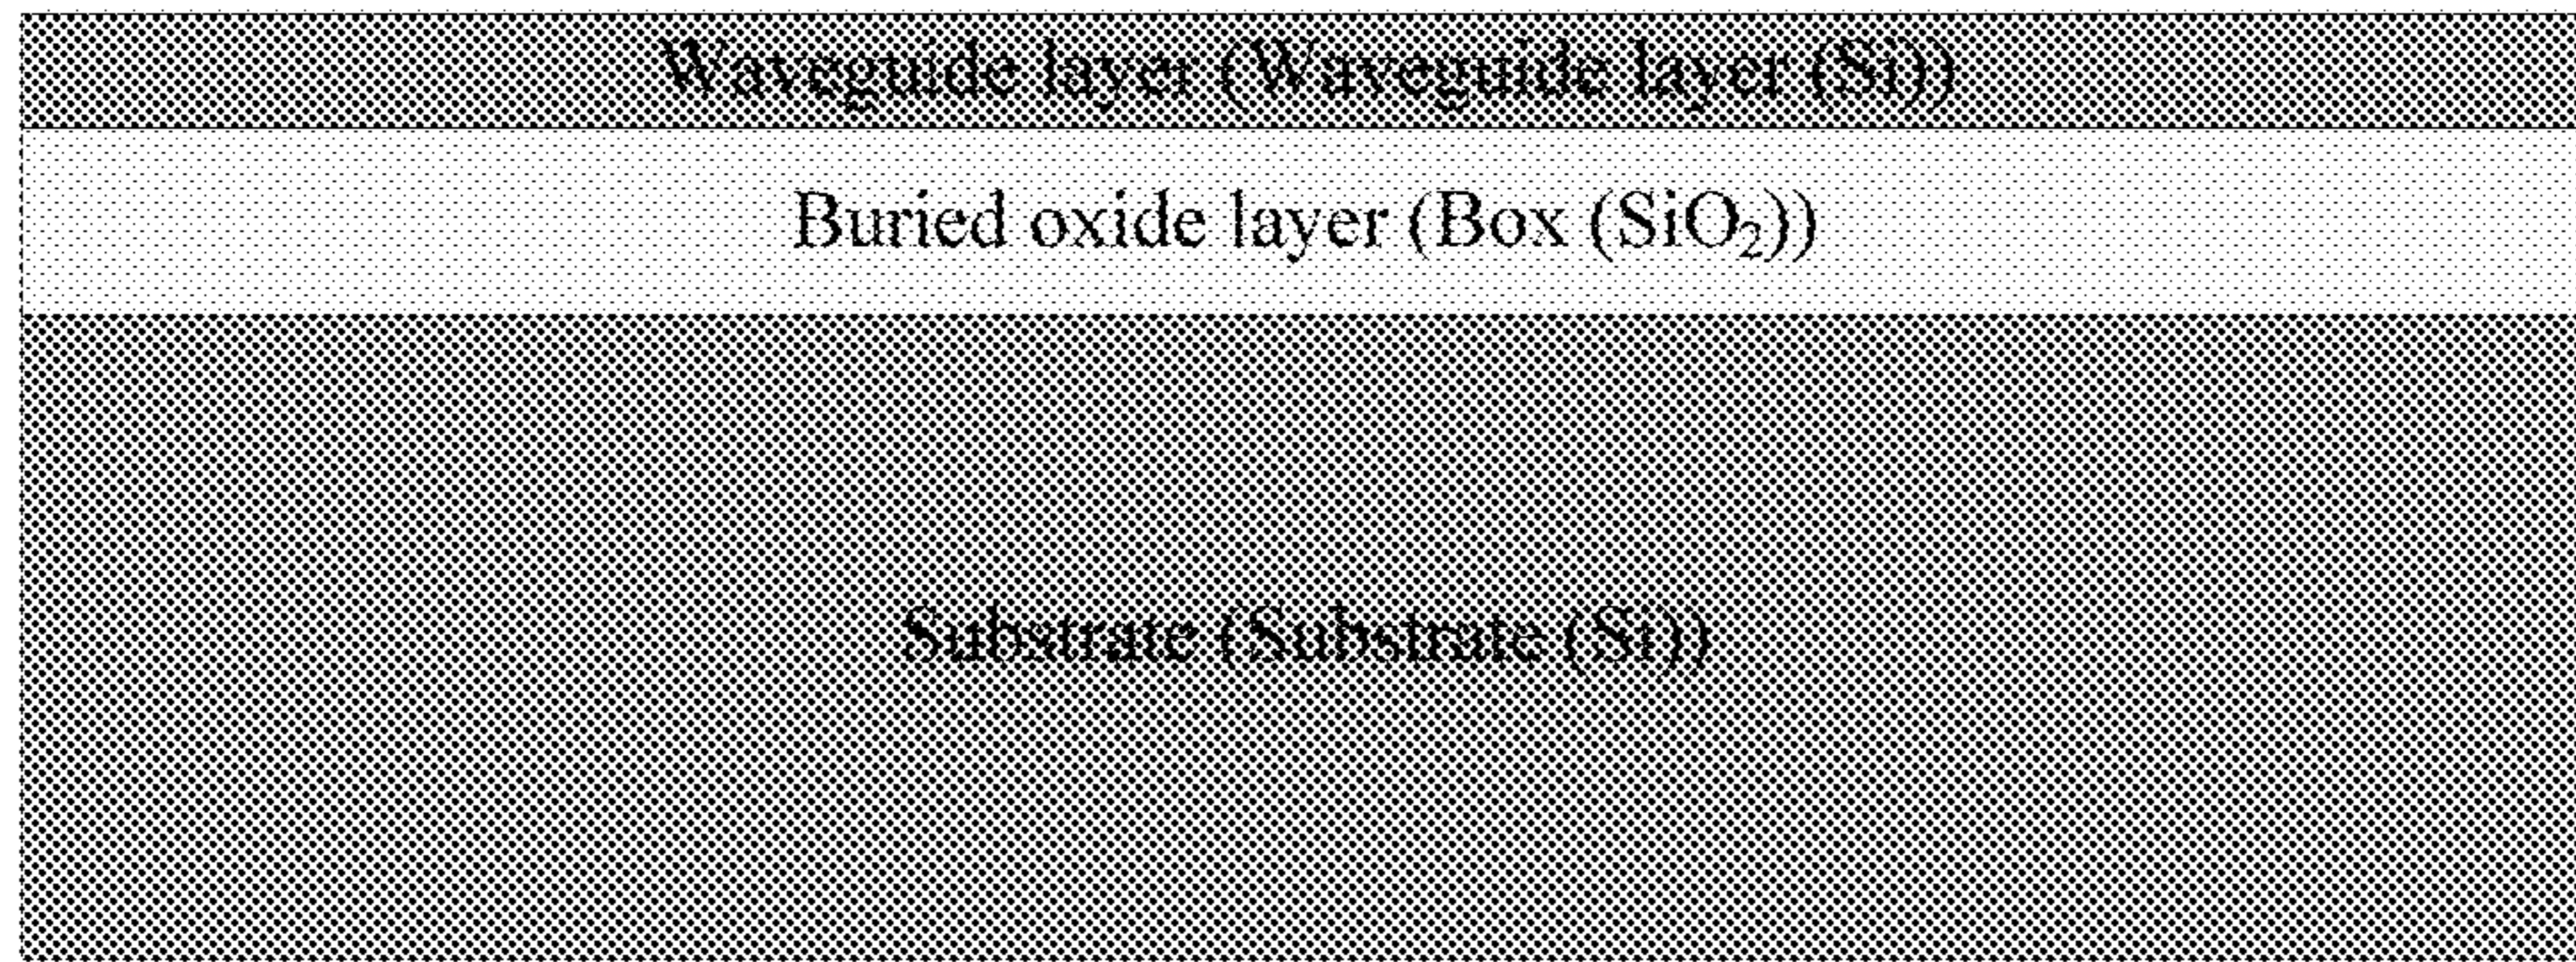 Waveguide layer (Waveguide layer (Si))
Buried oxide layer (Box (SiO₂))
Substrate (Substrate (Si))